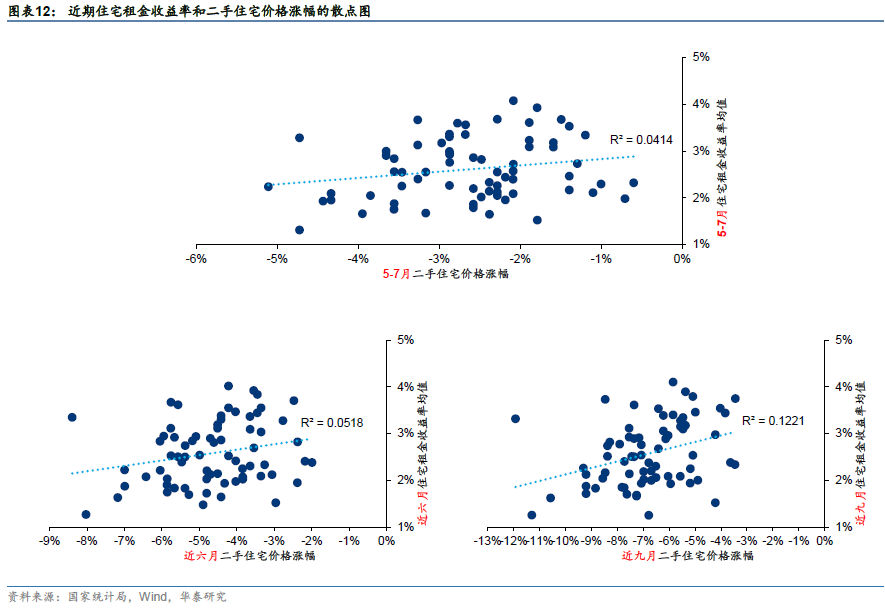 图表12： 近期住宅租金收益率和二手住宅价格涨幅的散点图
5%
4%
3%
2%
1%
R² = 0.0414
5-7月住宅租金收益率均值
-6% -5% -4% -3% -2% -1% 0%
5-7月二手住宅价格涨幅
5%
4%
3%
2%
1%
R² = 0.0518
近六月住宅租金收益率均值
-9% -8% -7% -6% -5% -4% -3% -2% -1% 0%
近六月二手住宅价格涨幅
5%
4%
3%
2%
1%
R² = 0.1221
近九月住宅租金收益率均值
-13% -12% -11% -10% -9% -8% -7% -6% -5% -4% -3% -2% -1% 0%
近九月二手住宅价格涨幅
资料来源：国家统计局，Wind，华泰研究